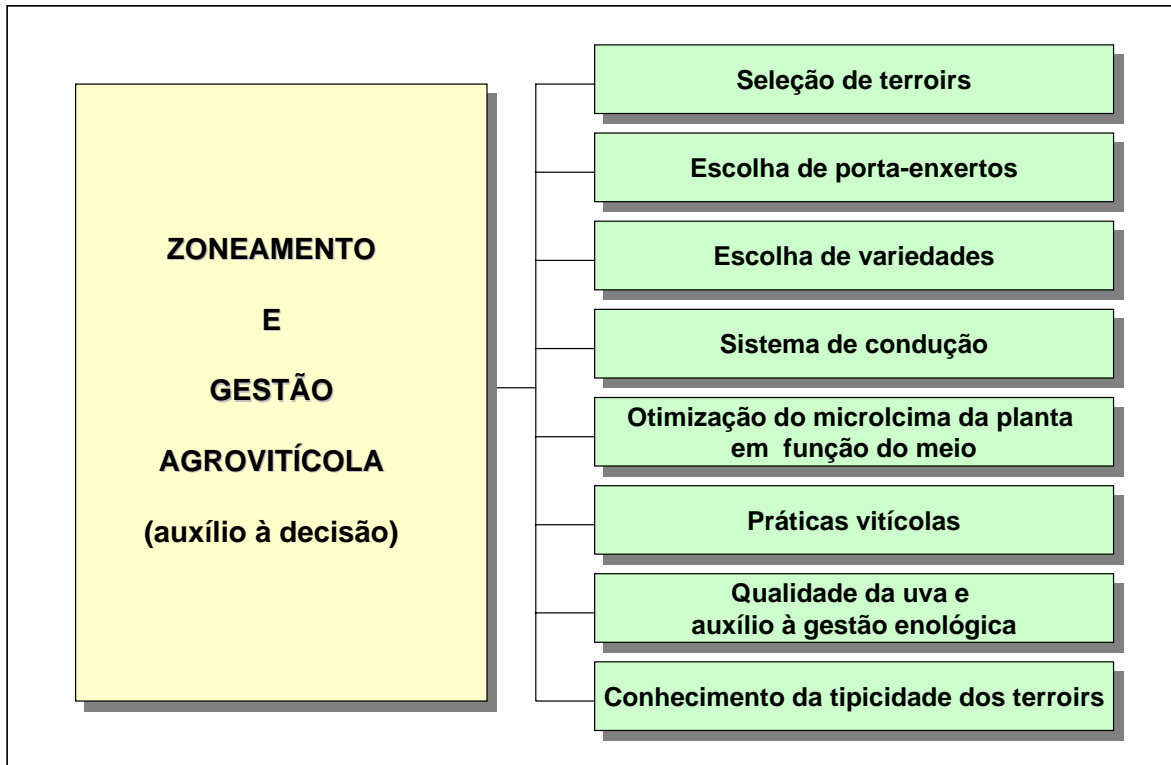 ZONEAMENTO
E
GESTÃO
AGROVITÍCOLA
(auxílio à decisão)
Seleção de terroirs
Escolha de porta-enxertos
Escolha de variedades
Sistema de condução
Otimização do microlcima da planta
em função do meio
Práticas vitícolas
Qualidade da uva e
auxílio à gestão enológica
Conhecimento da tipicidade dos terroirs